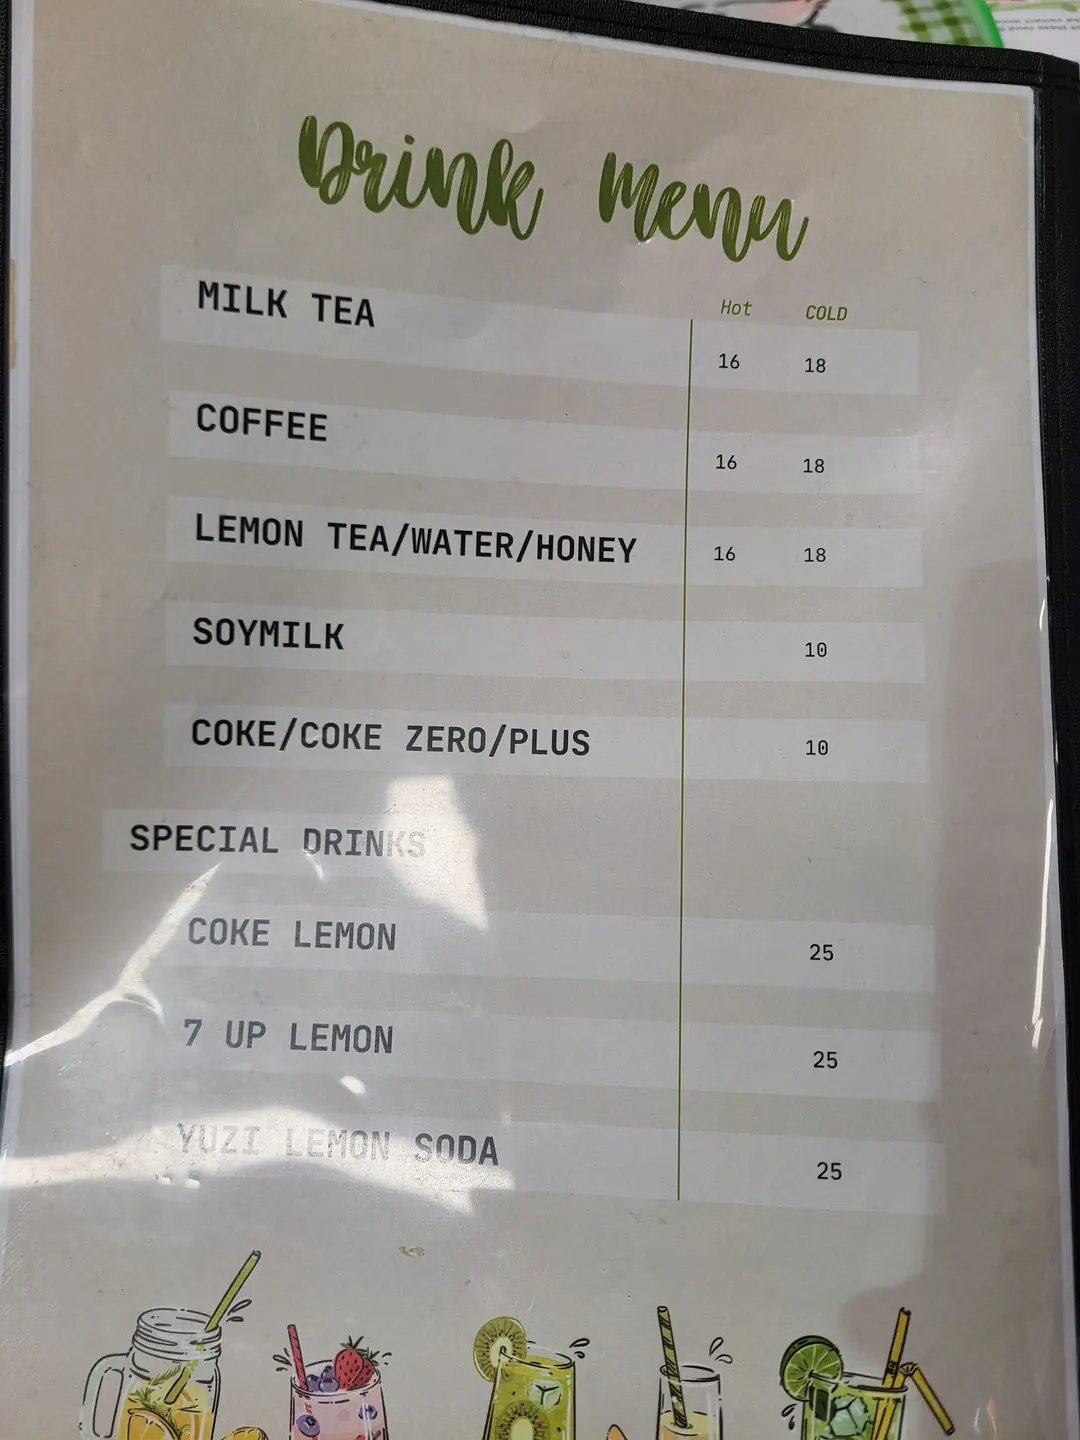 Drink Menu
Hot COLD
MILK TEA 16 18
COFFEE 16 18
LEMON TEA/WATER/HONEY 16 18
SOYMILK 10
COKE/COKE ZERO/PLUS 10
SPECIAL DRINKS
COKE LEMON 25
7 UP LEMON 25
YUZI LEMON SODA 25